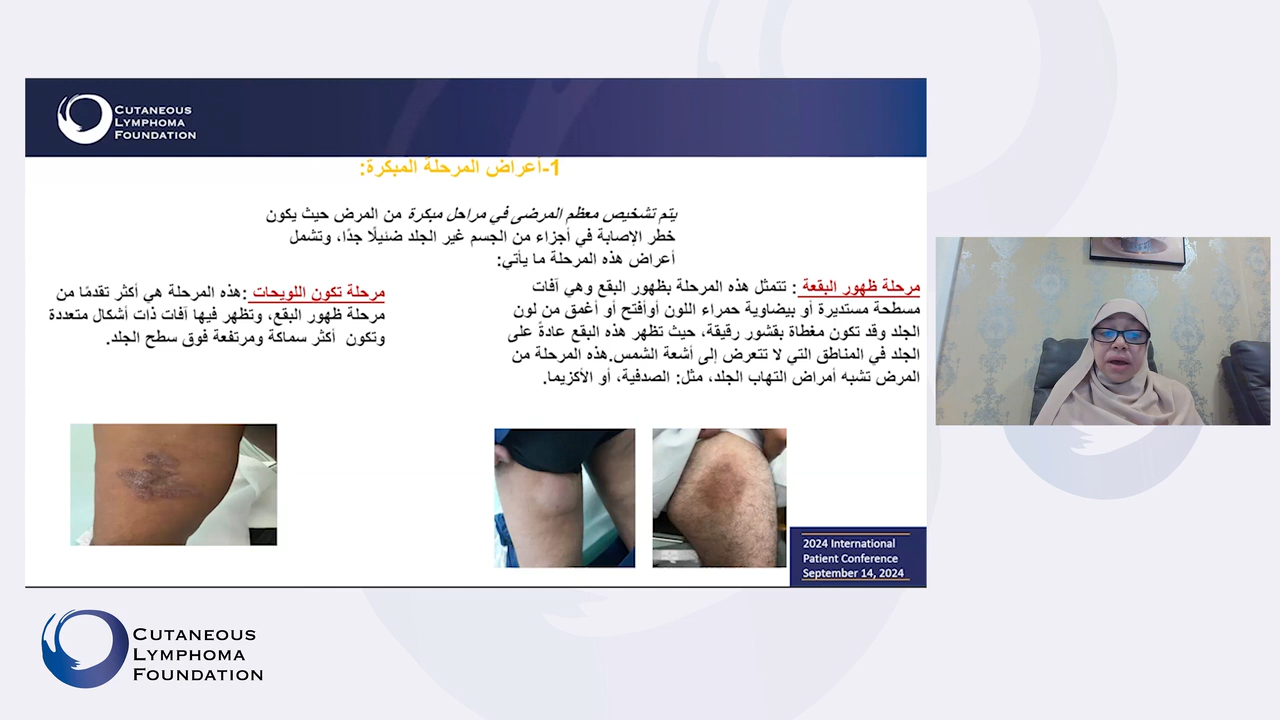 CUTANEOUS
LYMPHOMA
FOUNDATION
1-أعراض المرحلة المبكرة:
يتم تشخيص معظم المرضى في مراحل مبكرة من المرض حيث يكون
خطر الإصابة في أجزاء من الجسم غير الجلد ضئيلًا جدًا، وتشمل
أعراض هذه المرحلة ما يأتي:
مرحلة ظهور البقعة : تتمثل هذه المرحلة بظهور البقع وهي آفات
مسطحة مستديرة أو بيضاوية حمراء اللون أوأفتح أو أغمق من لون
الجلد وقد تكون مغطاة بقشور رقيقة، حيث تظهر هذه البقع عادةً على
الجلد في المناطق التي لا تتعرض إلى أشعة الشمس.هذه المرحلة من
المرض تشبه أمراض التهاب الجلد، مثل: الصدفية، أو الأكزيما.
مرحلة تكون اللويحات :هذه المرحلة هي أكثر تقدمًا من
مرحلة ظهور البقع، وتظهر فيها آفات ذات أشكال متعددة
وتكون أكثر سماكة ومرتفعة فوق سطح الجلد.
2024 International
Patient Conference
September 14, 2024
CUTANEOUS
LYMPHOMA
FOUNDATION